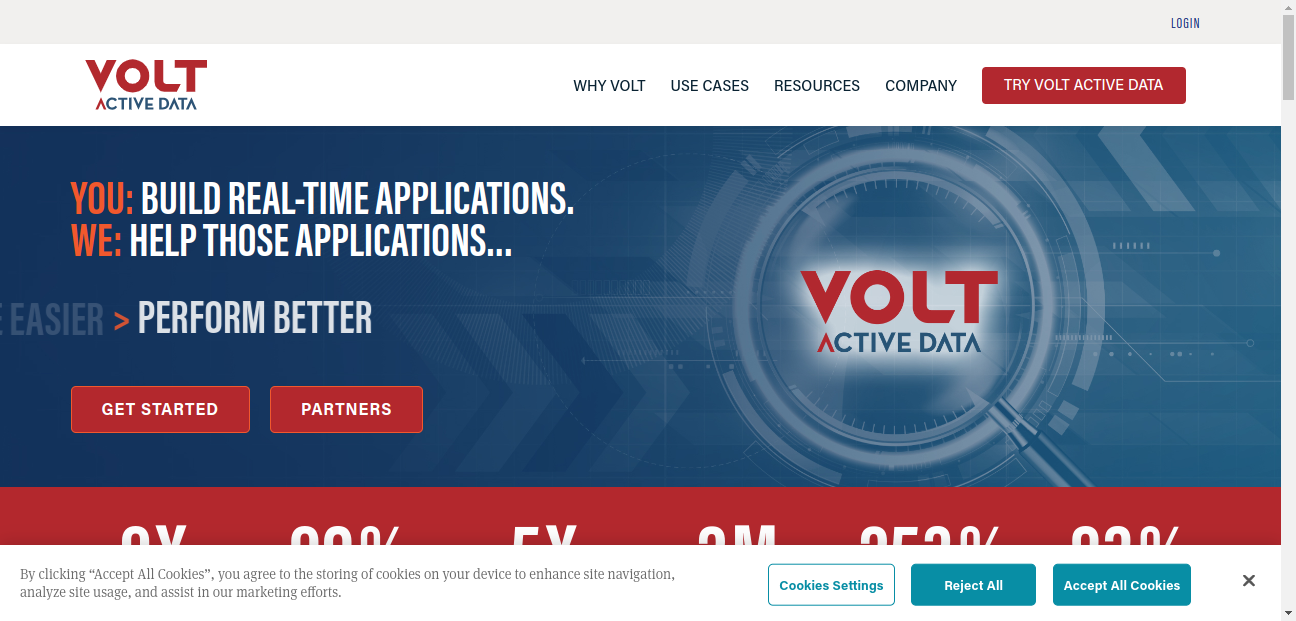 LOGIN
VOLT
ACTIVE DATA
WHY VOLT USE CASES RESOURCES COMPANY TRY VOLT ACTIVE DATA
YOU: BUILD REAL-TIME APPLICATIONS.
WE: HELP THOSE APPLICATIONS...
EASIER > PERFORM BETTER
VOLT
ACTIVE DATA
GET STARTED PARTNERS
By clicking “Accept All Cookies”, you agree to the storing of cookies on your device to enhance site navigation,
analyze site usage, and assist in our marketing efforts.
Cookies Settings Reject All Accept All Cookies